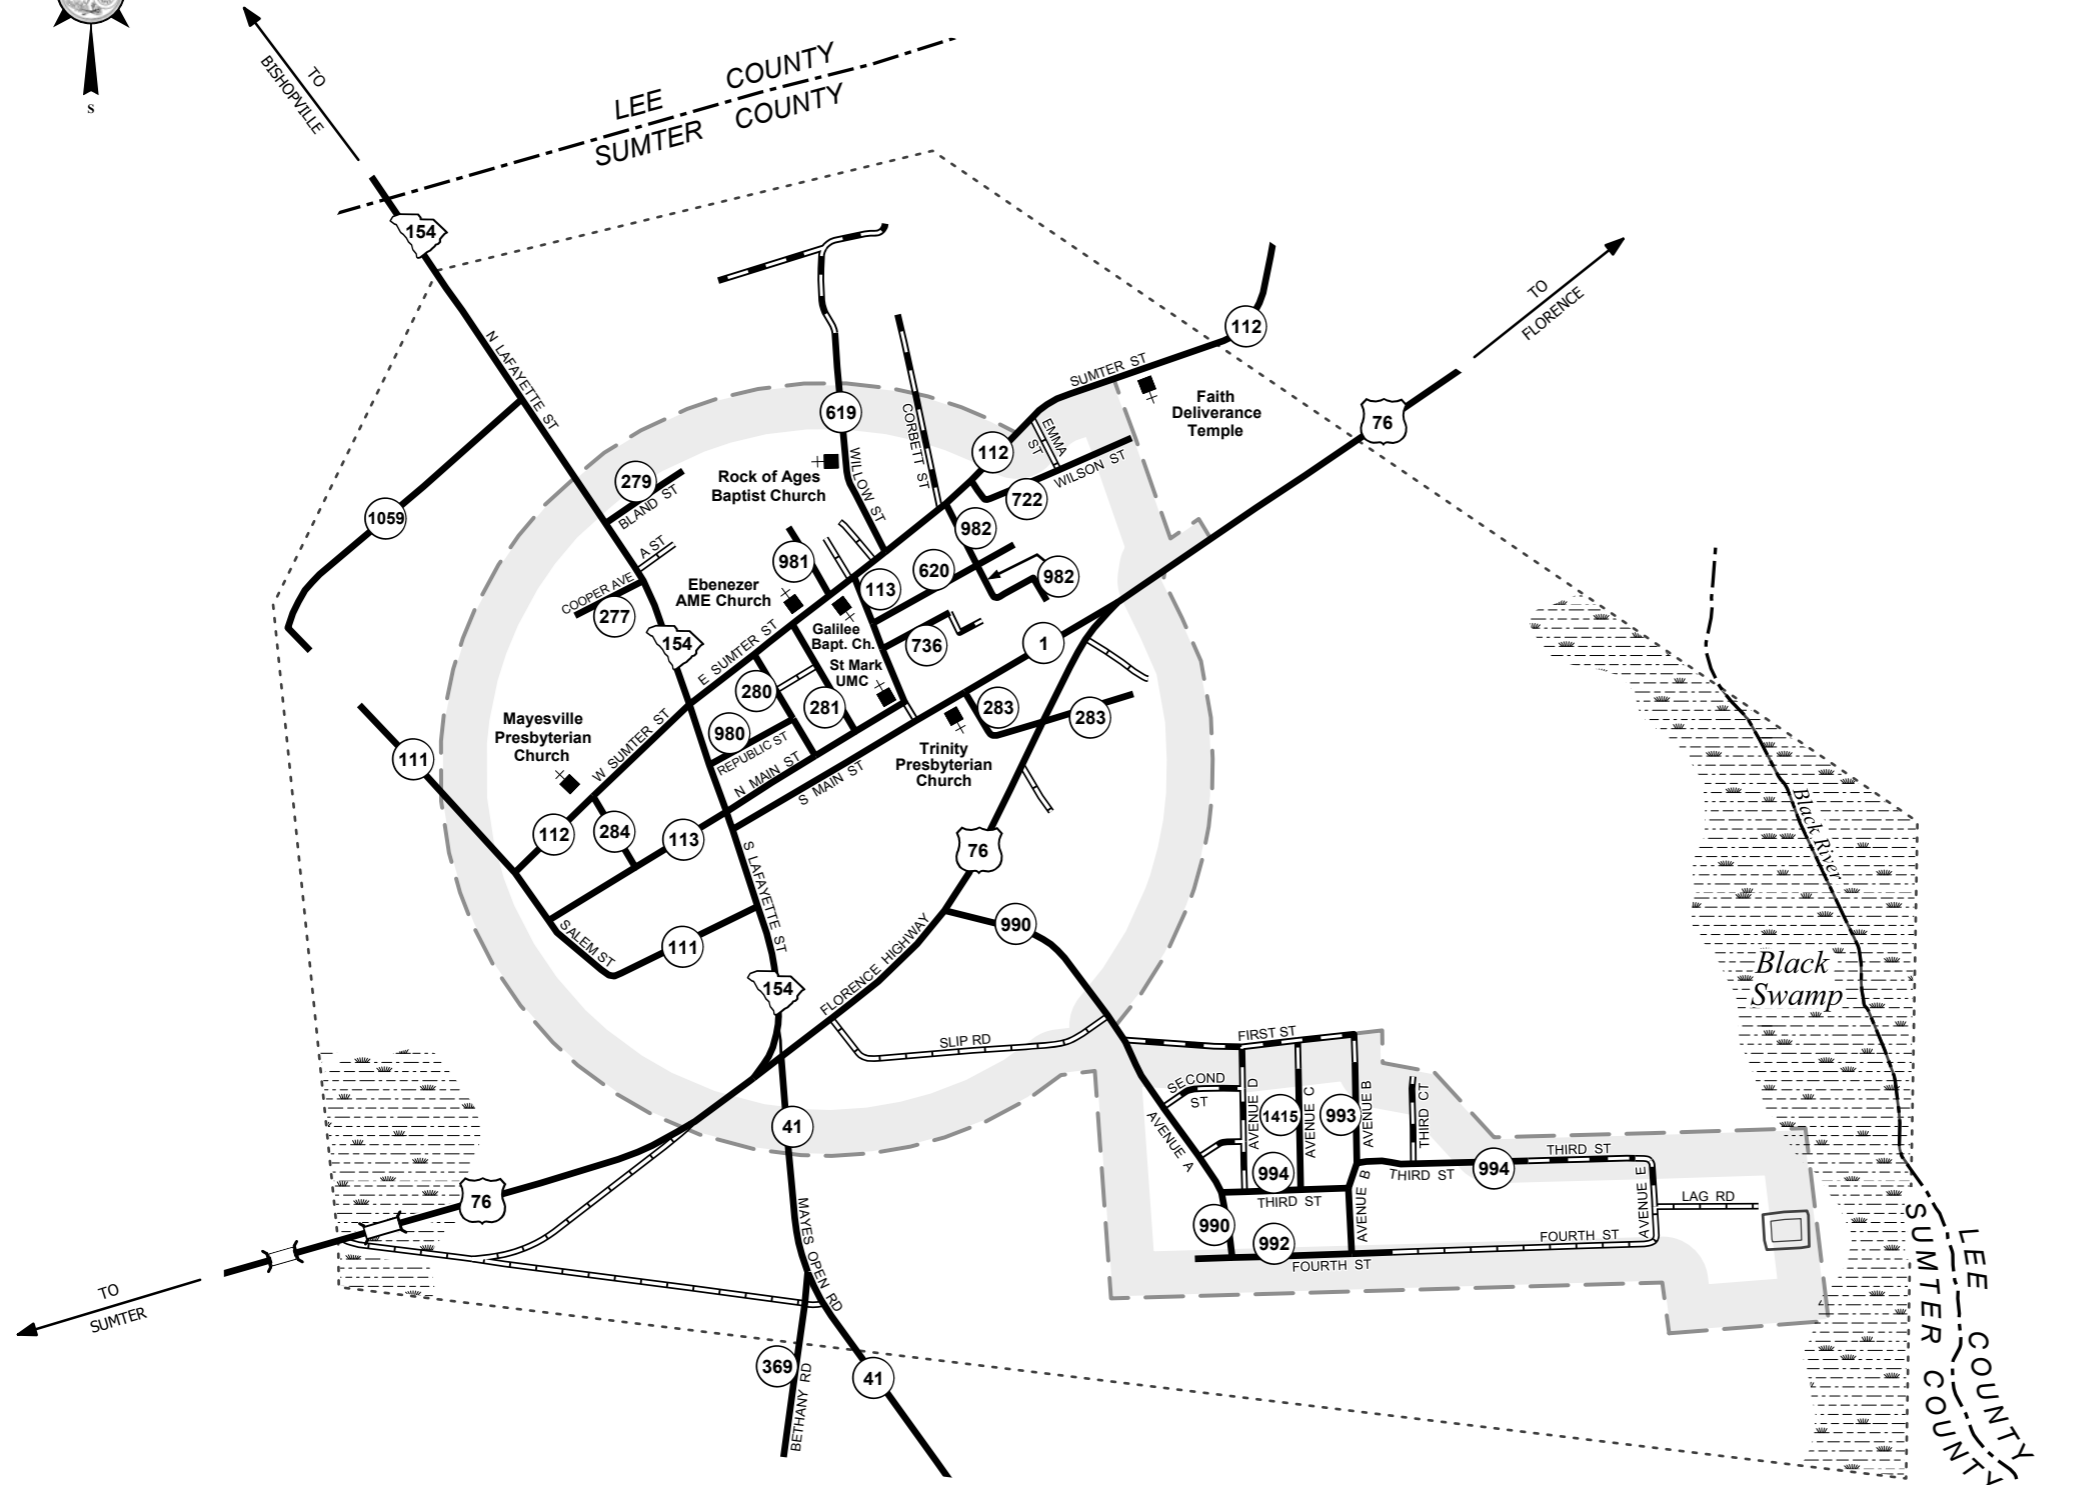 S
TO
BISHOPVILLE
LEE COUNTY
SUMTER COUNTY
154
N LAFAYETTE ST
112
TO
FLORENCE
SUMTER ST
Faith
Deliverance
Temple
76
619
CORBETT ST
112
EMMA
ST
WILSON ST
722
WILLOW ST
Rock of Ages
Baptist Church
279
BLAND ST
1059
A ST
COOPER AVE
277
981
982
620
982
113
Ebenezer
AME Church
Galilee
Bapt. Ch.
736
1
154
E SUMTER ST
St Mark
UMC
280
281
283
283
980
REPUBLIC ST
N MAIN ST
S MAIN ST
Trinity
Presbyterian
Church
Mayesville
Presbyterian
Church
W SUMTER ST
111
112
284
113
76
S LAFAYETTE ST
SALEM ST
111
154
FLORENCE HIGHWAY
990
SLIP RD
Black River
Black
Swamp
FIRST ST
SECOND
ST
AVENUE A
AVENUE D
1415
AVENUE C
993
AVENUE B
THIRD CT
41
994
THIRD ST
THIRD ST
994
THIRD ST
AVENUE B
AVENUE E
LAG RD
990
992
FOURTH ST
FOURTH ST
76
TO
SUMTER
MAYES OPEN RD
369
BETHANY RD
41
LEE COUNTY
SUMTER COUNTY